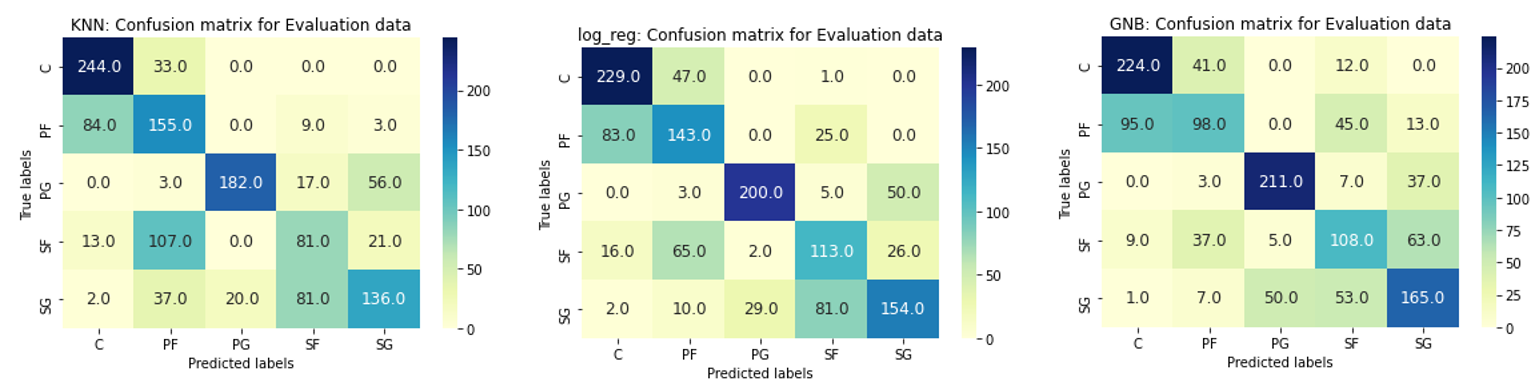 KNN: Confusion matrix for Evaluation data
C 244.0 33.0 0.0 0.0 0.0
PF 84.0 155.0 0.0 9.0 3.0
PG 0.0 3.0 182.0 17.0 56.0
SF 13.0 107.0 0.0 81.0 21.0
SG 2.0 37.0 20.0 81.0 136.0
C PF PG SF SG
True labels
Predicted labels
200
150
100
50
0
log_reg: Confusion matrix for Evaluation data
C 229.0 47.0 0.0 1.0 0.0
PF 83.0 143.0 0.0 25.0 0.0
PG 0.0 3.0 200.0 5.0 50.0
SF 16.0 65.0 2.0 113.0 26.0
SG 2.0 10.0 29.0 81.0 154.0
C PF PG SF SG
True labels
Predicted labels
200
150
100
50
0
GNB: Confusion matrix for Evaluation data
C 224.0 41.0 0.0 12.0 0.0
PF 95.0 98.0 0.0 45.0 13.0
PG 0.0 3.0 211.0 7.0 37.0
SF 9.0 37.0 5.0 108.0 63.0
SG 1.0 7.0 50.0 53.0 165.0
C PF PG SF SG
True labels
Predicted labels
200
175
150
125
100
75
50
25
0